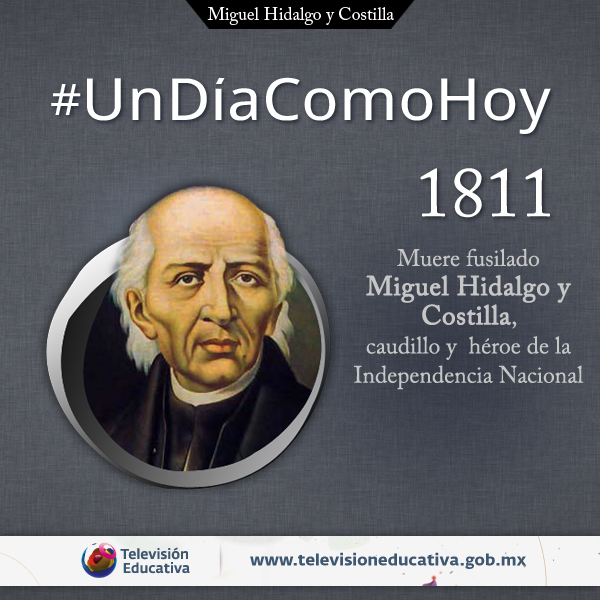 Miguel Hidalgo y Costilla
#UnDíaComoHoy
1811
Muere fusilado
Miguel Hidalgo y
Costilla,
caudillo y héroe de la
Independencia Nacional
Televisión
Educativa
www.televisioneducativa.gob.mx